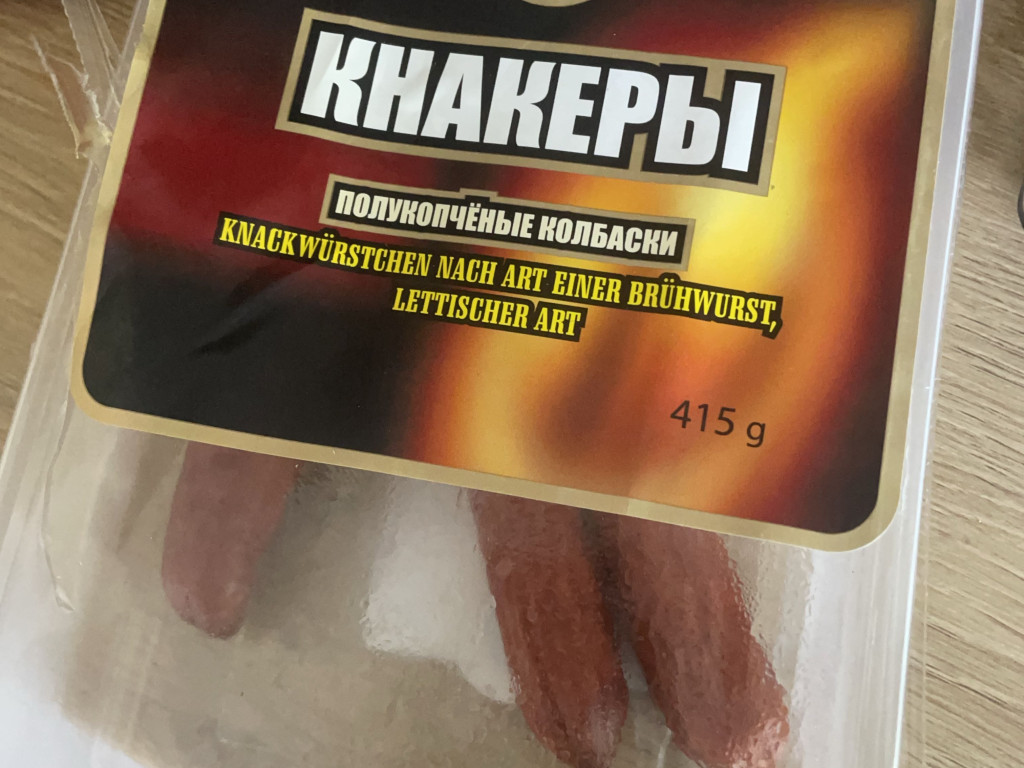 КНАКЕРЫ
ПОЛУКОПЧЁНЫЕ КОЛБАСКИ
KNACKWÜRSTCHEN NACH ART EINER BRÜHWURST,
LETTISCHER ART
415 g